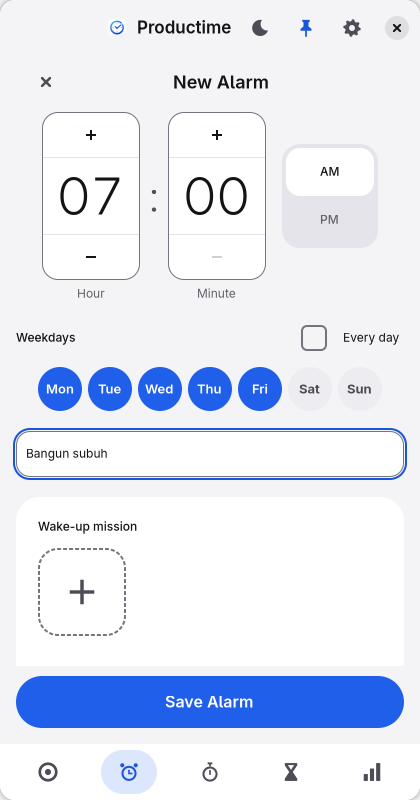 Productime
New Alarm
07 : 00
AM
PM
Hour
Minute
Weekdays
Every day
Mon Tue Wed Thu Fri Sat Sun
Bangun subuh
Wake-up mission
Save Alarm